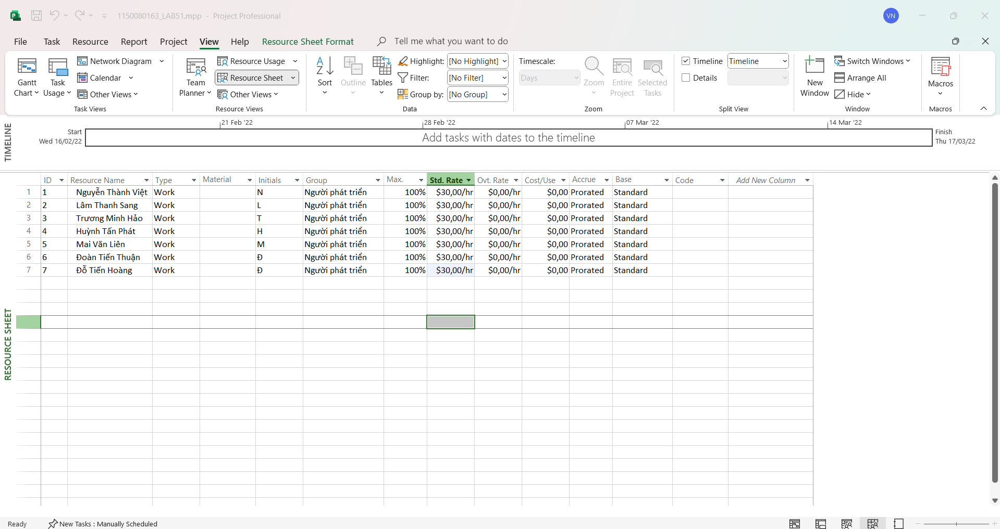 1150080163_LAB51.mpp - Project Professional
VN
File Task Resource Report Project View Help Resource Sheet Format Tell me what you want to do
Gantt Chart
Task Usage
Network Diagram
Calendar
Other Views
Task Views
Team Planner
Resource Usage
Resource Sheet
Other Views
Resource Views
Sort
Outline
Tables
Highlight: [No Highlight]
Filter: [No Filter]
Group by: [No Group]
Data
Timescale:
Days
Zoom
Entire Project
Selected Tasks
Zoom
Timeline Timeline
Details
Split View
New Window
Switch Windows
Arrange All
Hide
Window
Macros
Macros
TIMELINE
21 Feb '22 28 Feb '22 07 Mar '22 14 Mar '22
Start
Wed 16/02/22
Add tasks with dates to the timeline
Finish
Thu 17/03/22
RESOURCE SHEET
ID Resource Name Type Material Initials Group Max. Std. Rate Ovt. Rate Cost/Use Accrue Base Code Add New Column
1 1 Nguyễn Thành Việt Work N Người phát triển 100% $30,00/hr $0,00/hr $0,00 Prorated Standard
2 2 Lâm Thanh Sang Work L Người phát triển 100% $30,00/hr $0,00/hr $0,00 Prorated Standard
3 3 Trương Minh Hảo Work T Người phát triển 100% $30,00/hr $0,00/hr $0,00 Prorated Standard
4 4 Huỳnh Tấn Phát Work H Người phát triển 100% $30,00/hr $0,00/hr $0,00 Prorated Standard
5 5 Mai Văn Liên Work M Người phát triển 100% $30,00/hr $0,00/hr $0,00 Prorated Standard
6 6 Đoàn Tiến Thuận Work Đ Người phát triển 100% $30,00/hr $0,00/hr $0,00 Prorated Standard
7 7 Đỗ Tiến Hoàng Work Đ Người phát triển 100% $30,00/hr $0,00/hr $0,00 Prorated Standard
Ready New Tasks : Manually Scheduled